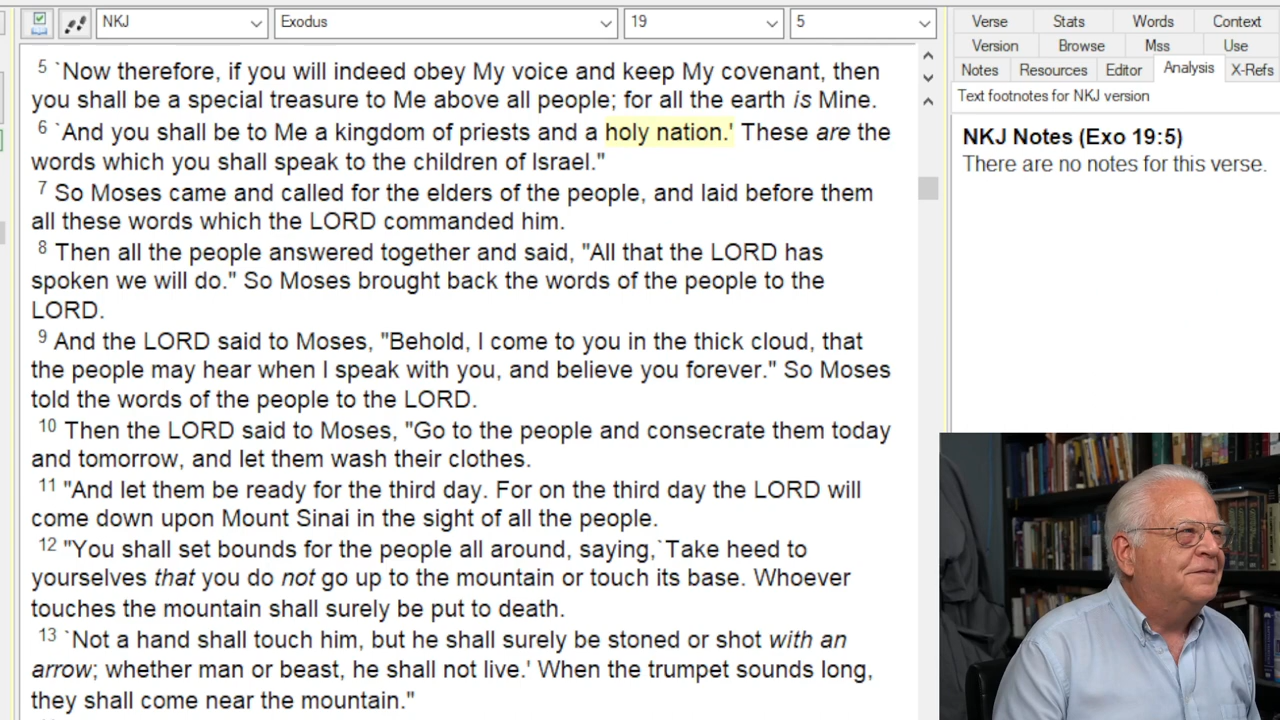 NKJ Exodus 19 5
5 `Now therefore, if you will indeed obey My voice and keep My covenant, then
you shall be a special treasure to Me above all people; for all the earth is Mine.
6 `And you shall be to Me a kingdom of priests and a holy nation.' These are the
words which you shall speak to the children of Israel."
7 So Moses came and called for the elders of the people, and laid before them
all these words which the LORD commanded him.
8 Then all the people answered together and said, "All that the LORD has
spoken we will do." So Moses brought back the words of the people to the
LORD.
9 And the LORD said to Moses, "Behold, I come to you in the thick cloud, that
the people may hear when I speak with you, and believe you forever." So Moses
told the words of the people to the LORD.
10 Then the LORD said to Moses, "Go to the people and consecrate them today
and tomorrow, and let them wash their clothes.
11 "And let them be ready for the third day. For on the third day the LORD will
come down upon Mount Sinai in the sight of all the people.
12 "You shall set bounds for the people all around, saying,`Take heed to
yourselves that you do not go up to the mountain or touch its base. Whoever
touches the mountain shall surely be put to death.
13 `Not a hand shall touch him, but he shall surely be stoned or shot with an
arrow; whether man or beast, he shall not live.' When the trumpet sounds long,
they shall come near the mountain."
Verse Stats Words Context
Version Browse Mss Use
Notes Resources Editor Analysis X-Refs
Text footnotes for NKJ version
NKJ Notes (Exo 19:5)
There are no notes for this verse.